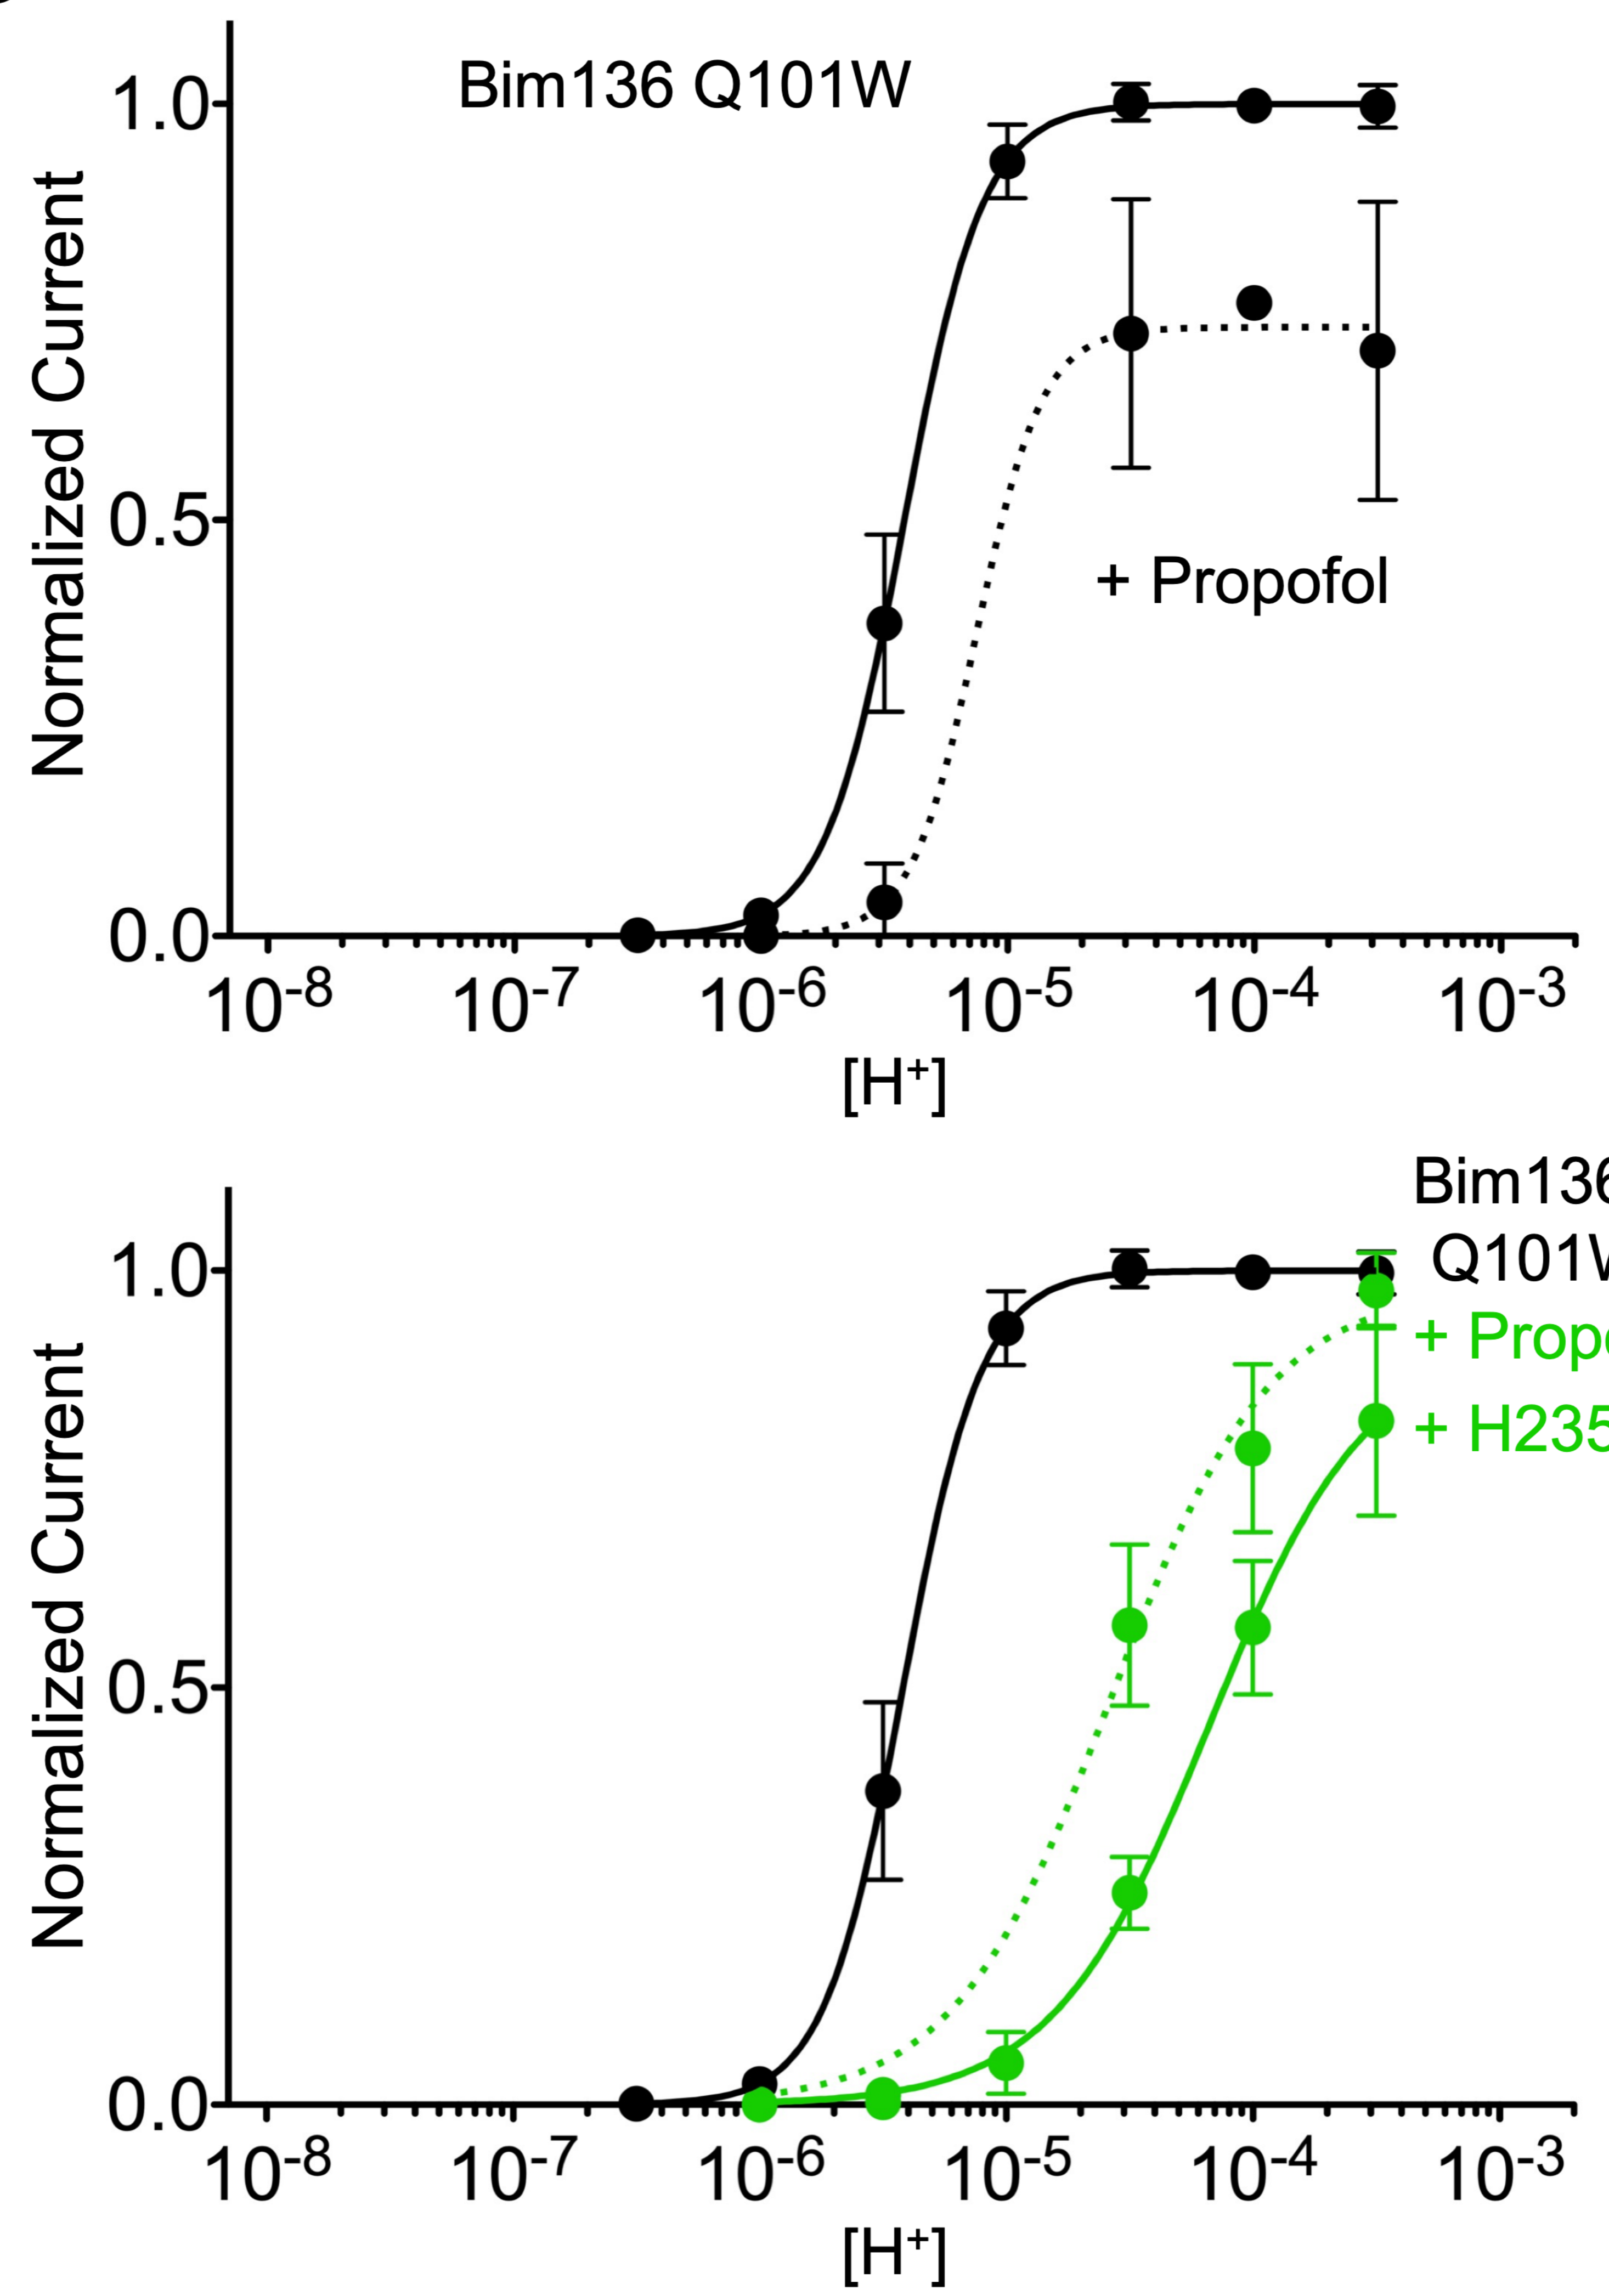 Bim136 Q101W
1.0
0.5
0.0
Normalized Current
+ Propofol
10-8 10-7 10-6 10-5 10-4 10-3
[H+]
Bim136
Q101W
1.0
+ Prop
+ H235
0.5
0.0
Normalized Current
10-8 10-7 10-6 10-5 10-4 10-3
[H+]